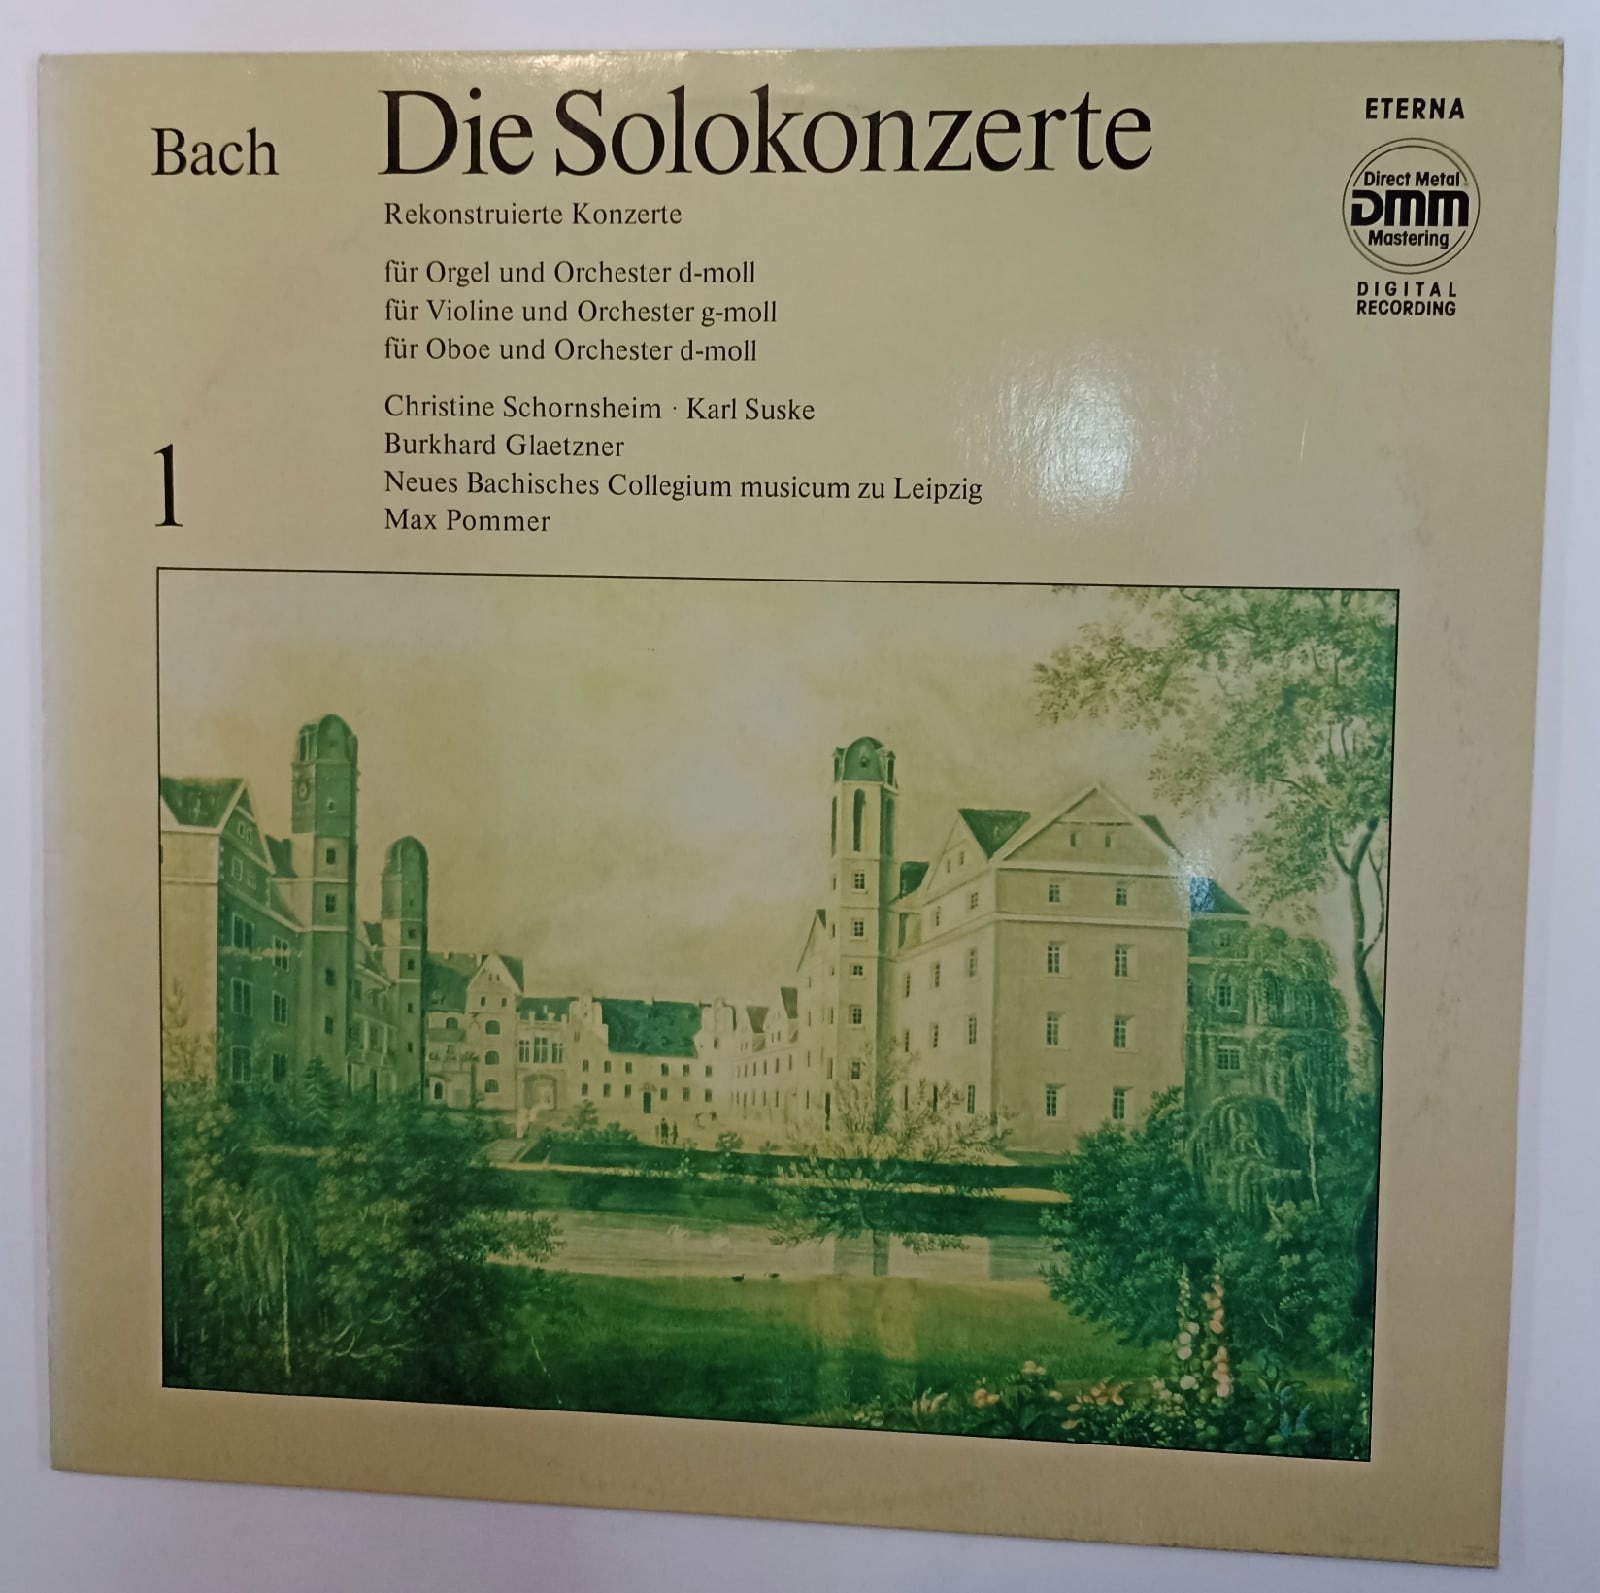 Bach
Die Solokonzerte
Rekonstruierte Konzerte
für Orgel und Orchester d-moll
für Violine und Orchester g-moll
für Oboe und Orchester d-moll
Christine Schornsheim · Karl Suske
Burkhard Glaetzner
Neues Bachisches Collegium musicum zu Leipzig
Max Pommer
1
ETERNA
Direct Metal
DMM
Mastering
DIGITAL
RECORDING